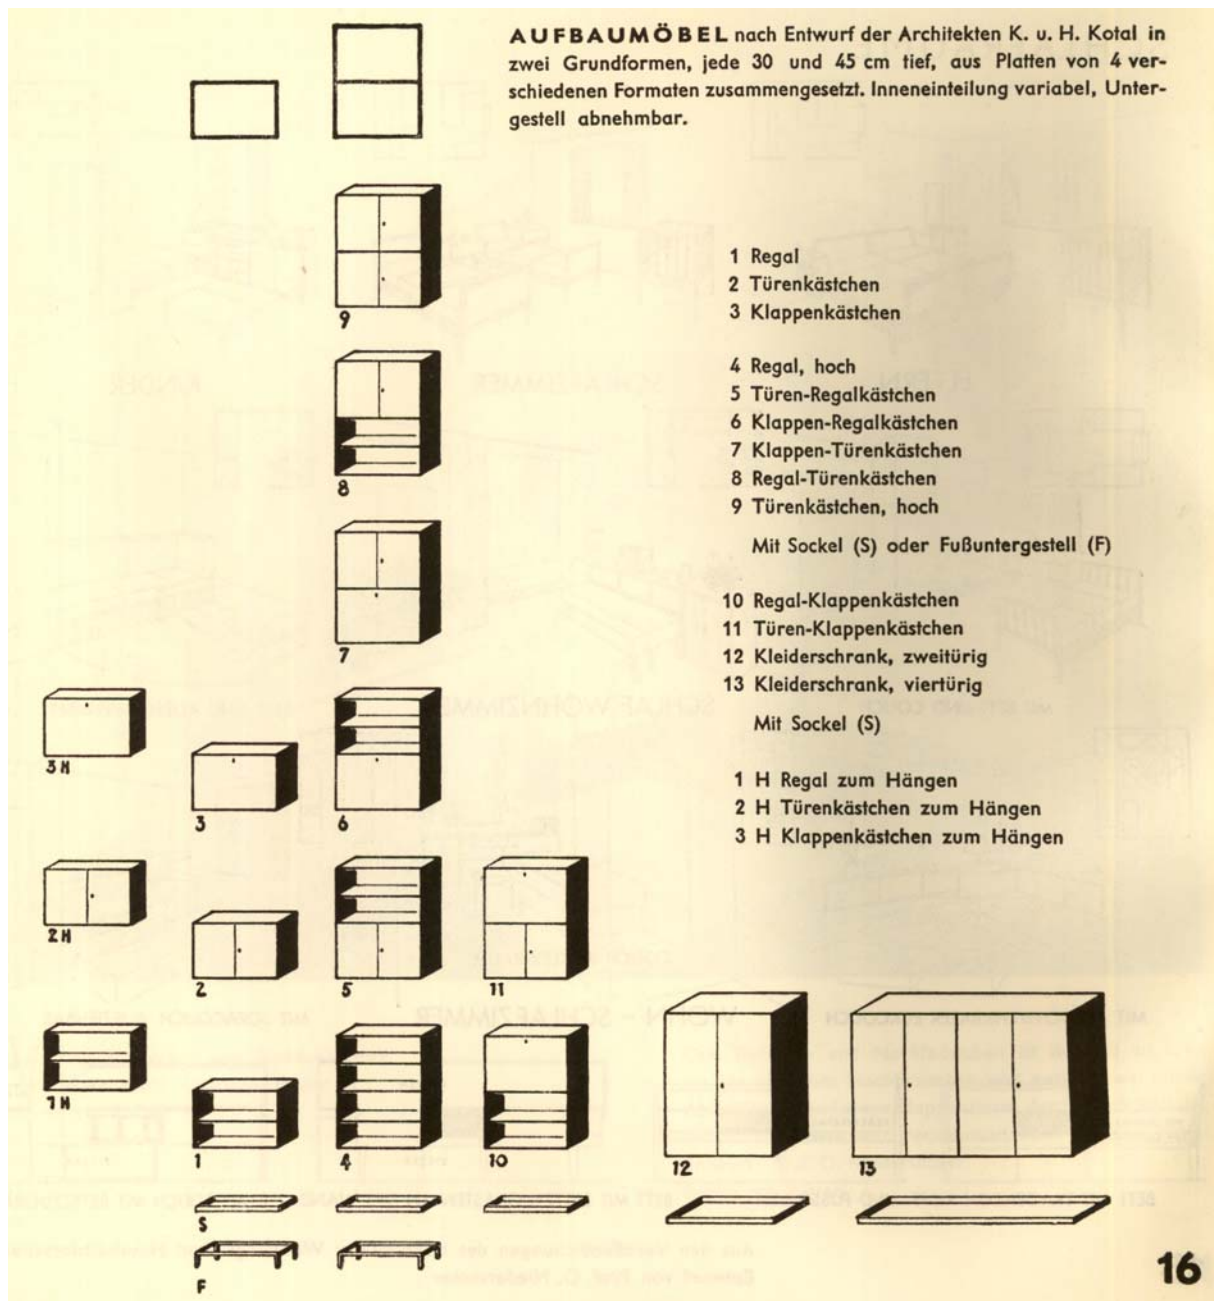 AUFBAUMÖBEL nach Entwurf der Architekten K. u. H. Kotal in
zwei Grundformen, jede 30 und 45 cm tief, aus Platten von 4 ver-
schiedenen Formaten zusammengesetzt. Inneneinteilung variabel, Unter-
gestell abnehmbar.
1 Regal
2 Türenkästchen
3 Klappenkästchen
4 Regal, hoch
5 Türen-Regalkästchen
6 Klappen-Regalkästchen
7 Klappen-Türenkästchen
8 Regal-Türenkästchen
9 Türenkästchen, hoch
Mit Sockel (S) oder Fußuntergestell (F)
10 Regal-Klappenkästchen
11 Türen-Klappenkästchen
12 Kleiderschrank, zweitürig
13 Kleiderschrank, viertürig
Mit Sockel (S)
1 H Regal zum Hängen
2 H Türenkästchen zum Hängen
3 H Klappenkästchen zum Hängen
9
8
7
3H
3
6
2H
2
5
11
1H
1
4
10
12
13
S
F
16